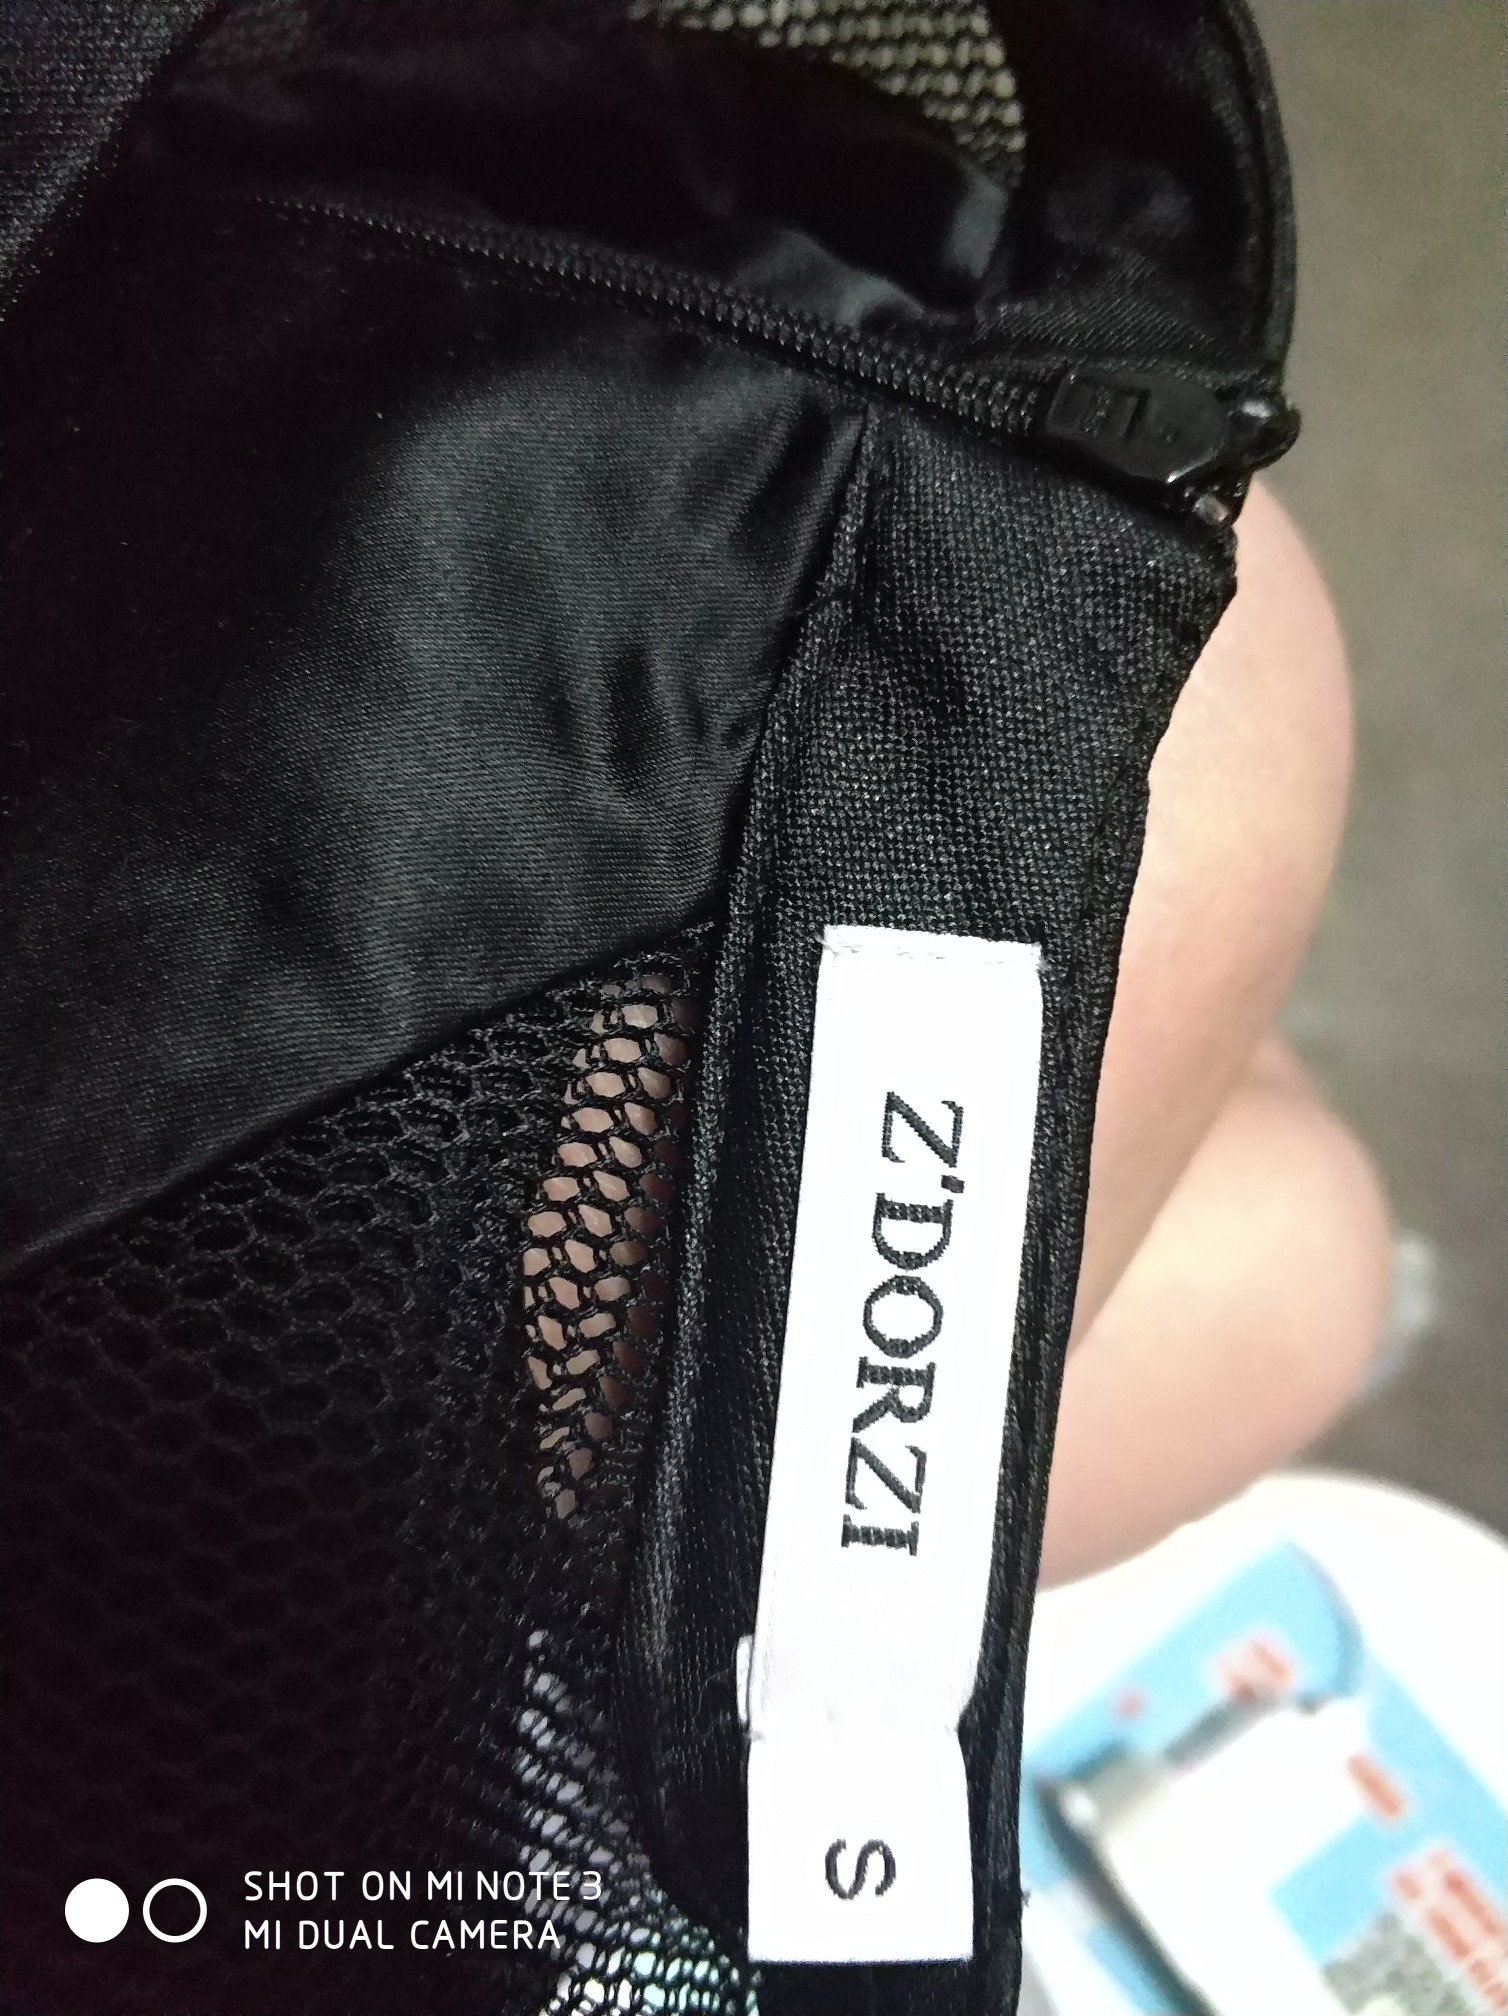 Z'DORZI
S
SHOT ON MI NOTE 3
MI DUAL CAMERA